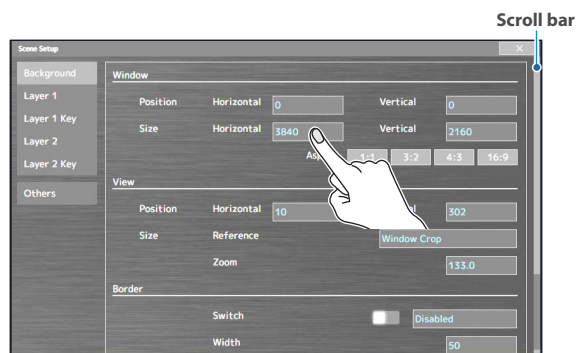 Scroll bar
Scene Setup
Background
Layer 1
Layer 1 Key
Layer 2
Layer 2 Key
Others
Window
Position Horizontal 0 Vertical 0
Size Horizontal 3840 Vertical 2160
1:1 3:2 4:3 16:9
View
Position Horizontal 10 302
Size Reference Window Crop
Zoom 133.0
Border
Switch Disabled
Width 50